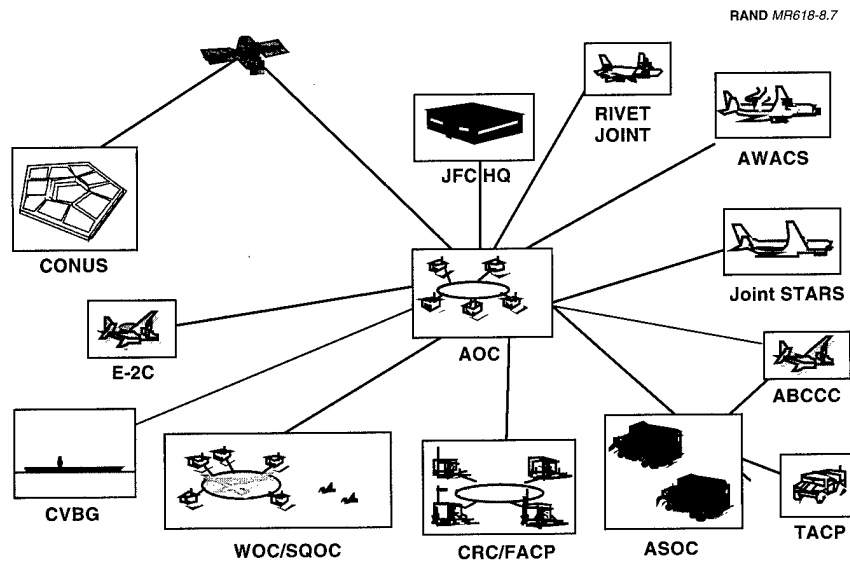 RAND MR618-8.7
RIVET
JOINT
JFC HQ
AWACS
CONUS
Joint STARS
AOC
E-2C
ABCCC
CVBG
TACP
WOC/SQOC
CRC/FACP
ASOC